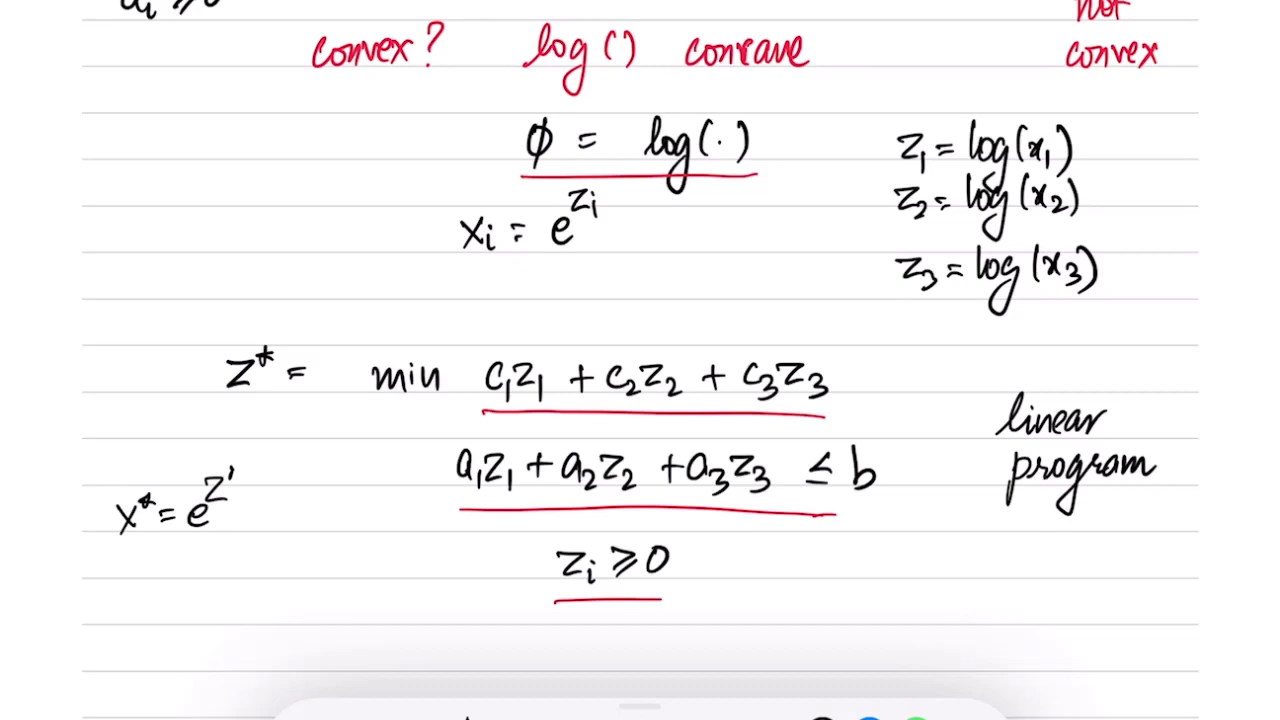 convex? log() concave convex
ϕ = log(·)
z₁ = log(x₁)
z₂ = log(x₂)
xᵢ = e^{zᵢ}
z₃ = log(x₃)
z* = min c₁z₁ + c₂z₂ + c₃z₃
linear
program
a₁z₁ + a₂z₂ + a₃z₃ ≤ b
x* = e^{z'}
zᵢ ⩾ 0